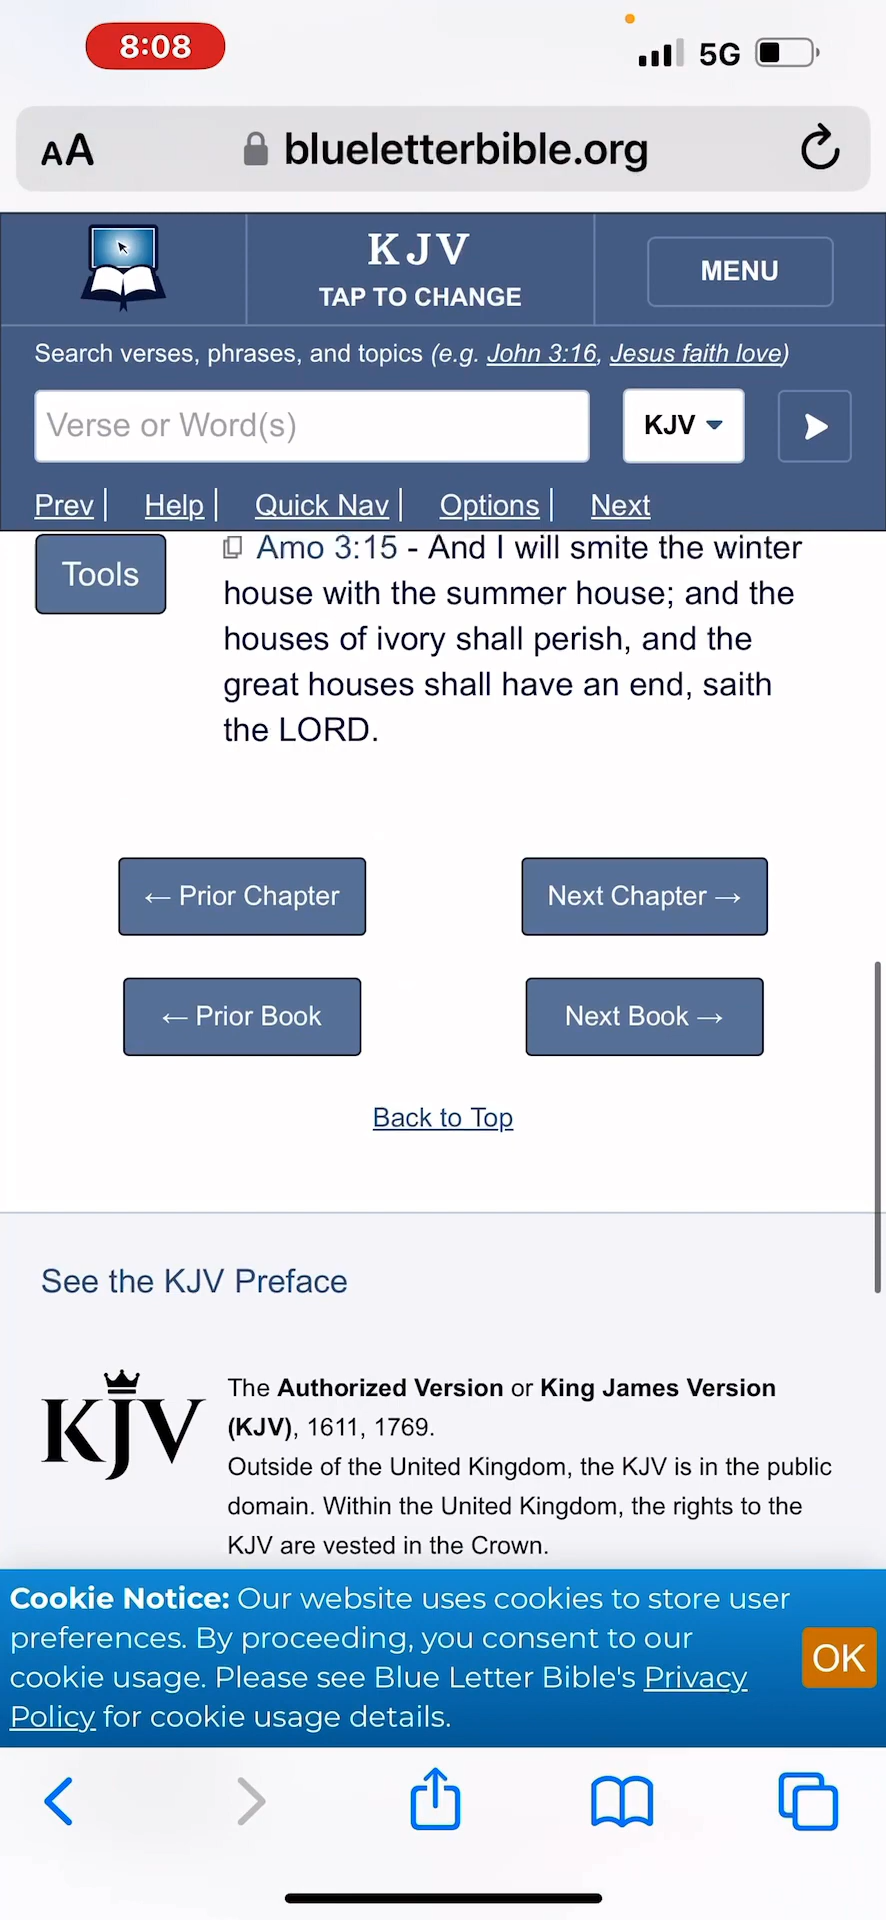 8:08
5G
AA blueletterbible.org
KJV
TAP TO CHANGE
MENU
Search verses, phrases, and topics (e.g. John 3:16, Jesus faith love)
Verse or Word(s)
KJV
Prev | Help | Quick Nav | Options | Next
Tools
Amo 3:15 - And I will smite the winter
house with the summer house; and the
houses of ivory shall perish, and the
great houses shall have an end, saith
the LORD.
← Prior Chapter
Next Chapter →
← Prior Book
Next Book →
Back to Top
See the KJV Preface
KJV
The Authorized Version or King James Version
(KJV), 1611, 1769.
Outside of the United Kingdom, the KJV is in the public
domain. Within the United Kingdom, the rights to the
KJV are vested in the Crown.
Cookie Notice: Our website uses cookies to store user
preferences. By proceeding, you consent to our
cookie usage. Please see Blue Letter Bible's Privacy
Policy for cookie usage details.
OK